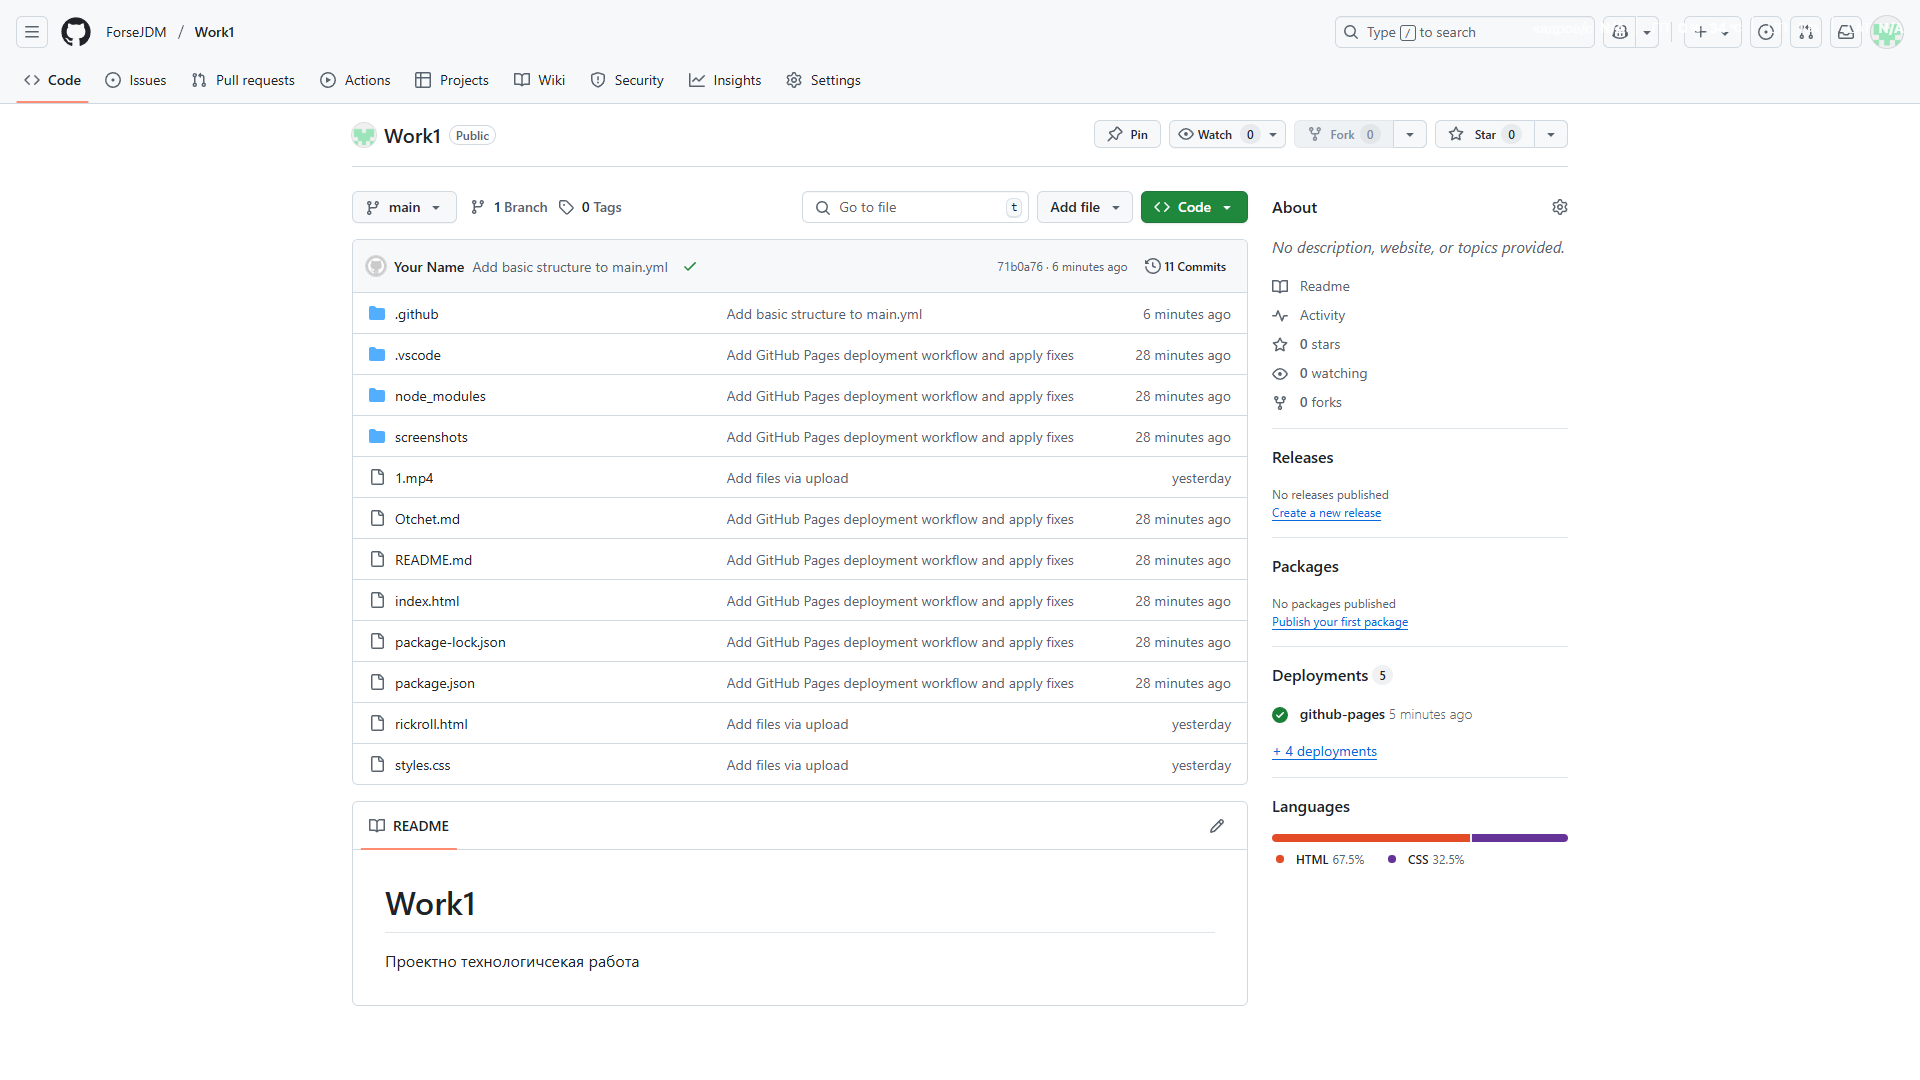 ForseJDM / Work1
Type / to search
Code Issues Pull requests Actions Projects Wiki Security Insights Settings
Work1 Public
Pin Watch 0 Fork 0 Star 0
main 1 Branch 0 Tags
Go to file t Add file Code
Your Name Add basic structure to main.yml 71b0a76 · 6 minutes ago 11 Commits
.github Add basic structure to main.yml 6 minutes ago
.vscode Add GitHub Pages deployment workflow and apply fixes 28 minutes ago
node_modules Add GitHub Pages deployment workflow and apply fixes 28 minutes ago
screenshots Add GitHub Pages deployment workflow and apply fixes 28 minutes ago
1.mp4 Add files via upload yesterday
Otchet.md Add GitHub Pages deployment workflow and apply fixes 28 minutes ago
README.md Add GitHub Pages deployment workflow and apply fixes 28 minutes ago
index.html Add GitHub Pages deployment workflow and apply fixes 28 minutes ago
package-lock.json Add GitHub Pages deployment workflow and apply fixes 28 minutes ago
package.json Add GitHub Pages deployment workflow and apply fixes 28 minutes ago
rickroll.html Add files via upload yesterday
styles.css Add files via upload yesterday
README
Work1
Проектно технологичсекая работа
About
No description, website, or topics provided.
Readme
Activity
0 stars
0 watching
0 forks
Releases
No releases published
Create a new release
Packages
No packages published
Publish your first package
Deployments 5
github-pages 5 minutes ago
+ 4 deployments
Languages
HTML 67.5% CSS 32.5%